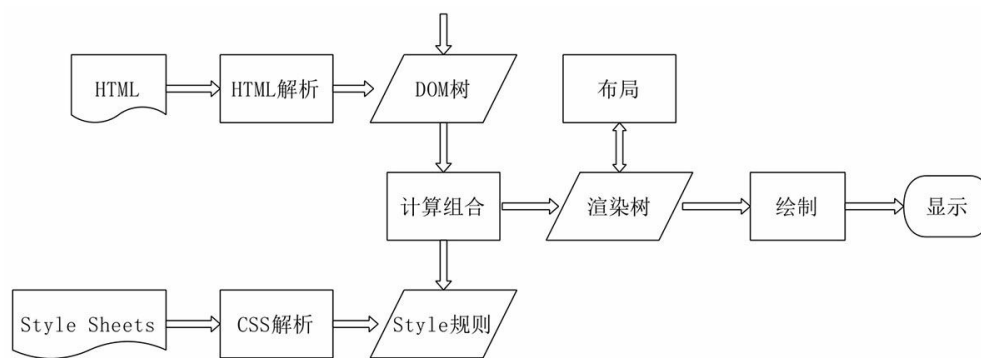 HTML
HTML解析
DOM树
布局
计算组合
渲染树
绘制
显示
Style Sheets
CSS解析
Style规则